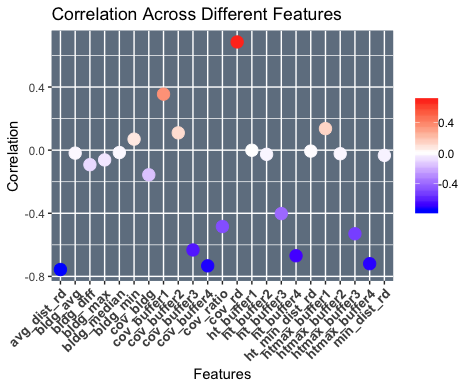 Correlation Across Different Features
0.4
0.0
-0.4
-0.8
Correlation
avg_dist_rd
bldg_avg
bldg_diff
bldg_max
bldg_median
bldg_min
cov_bldg
cov_buffer1
cov_buffer2
cov_buffer3
cov_buffer4
cov_ratio
cov_rd
ht_buffer1
ht_buffer2
ht_buffer3
ht_buffer4
ht_min_dist_rd
htmax_buffer1
htmax_buffer2
htmax_buffer3
htmax_buffer4
min_dist_rd
Features
0.4
0.0
-0.4